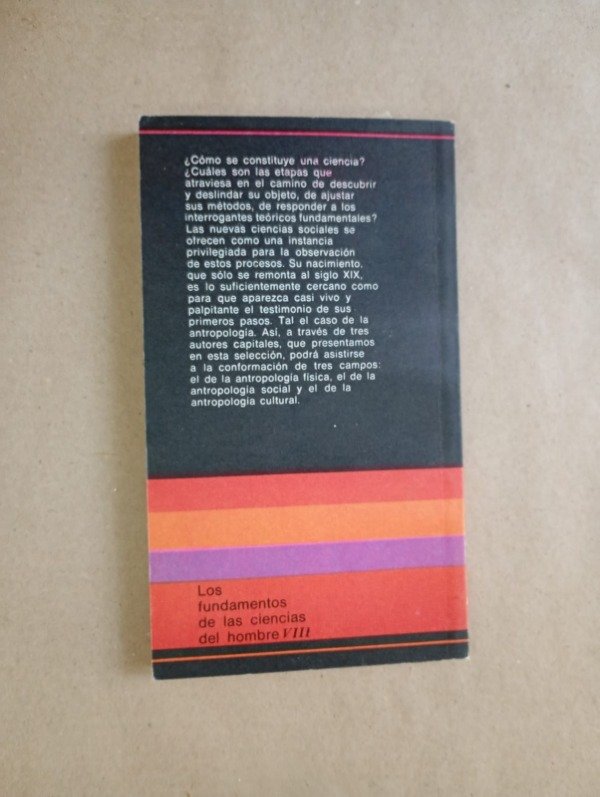 ¿Cómo se constituye una ciencia?
¿Cuáles son las etapas que
atraviesa en el camino de descubrir
y deslindar su objeto, de ajustar
sus métodos, de responder a los
interrogantes teóricos fundamentales?
Las nuevas ciencias sociales se
ofrecen como una instancia
privilegiada para la observación
de estos procesos. Su nacimiento,
que sólo se remonta al siglo XIX,
es lo suficientemente cercano como
para que aparezca casi vivo y
palpitante el testimonio de sus
primeros pasos. Tal el caso de la
antropología. Así, a través de tres
autores capitales, que presentamos
en esta selección, podrá asistirse
a la conformación de tres campos:
el de la antropología física, el de la
antropología social y el de la
antropología cultural.
Los
fundamentos
de las ciencias
del hombre VIII